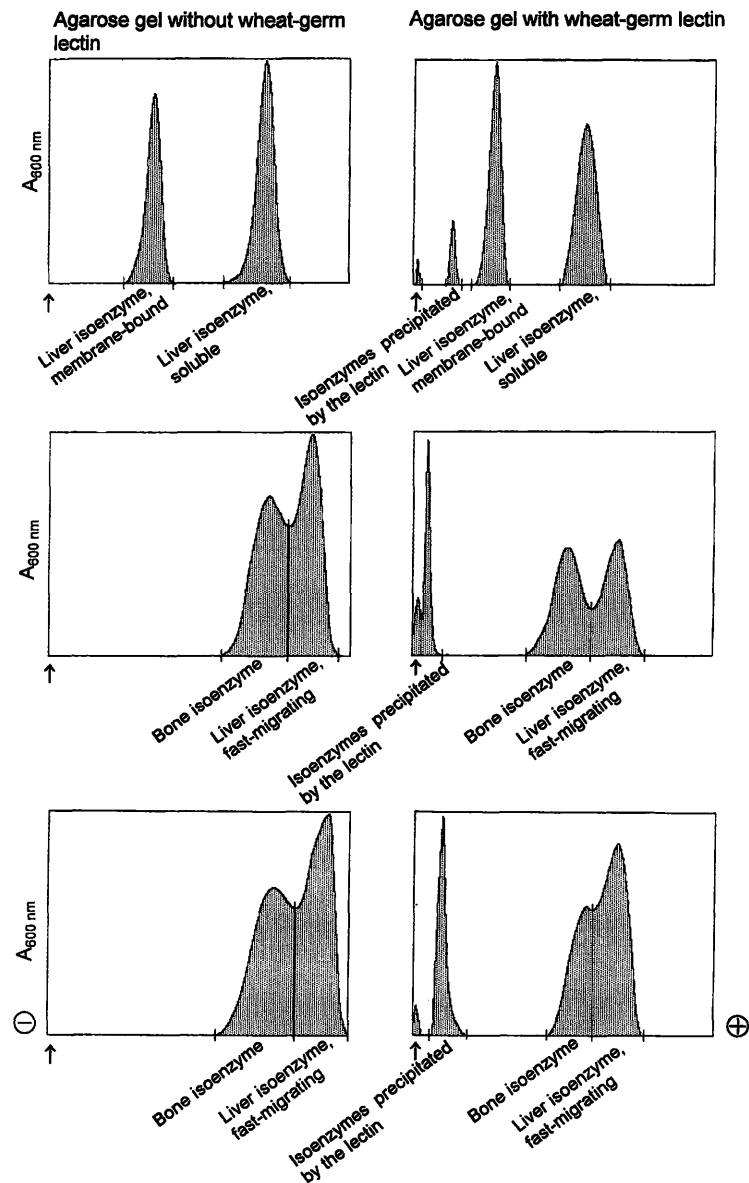 Agarose gel without wheat-germ
lectin
Agarose gel with wheat-germ lectin
A600 nm
↑
Liver isoenzyme,
membrane-bound
Liver isoenzyme,
soluble
↑
Isoenzymes precipitated
by the lectin
Liver isoenzyme,
membrane-bound
Liver isoenzyme,
soluble
A600 nm
↑
Bone isoenzyme
Liver isoenzyme,
fast-migrating
↑
Isoenzymes precipitated
by the lectin
Bone isoenzyme
Liver isoenzyme,
fast-migrating
A600 nm
⊖
↑
Bone isoenzyme
Liver isoenzyme,
fast-migrating
↑
Isoenzymes precipitated
by the lectin
Bone isoenzyme
Liver isoenzyme,
fast-migrating
⊕